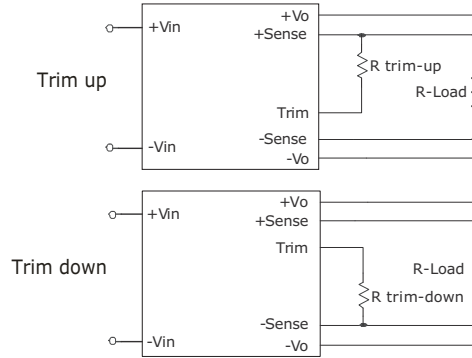 +Vo
+Vin
+Sense
R trim-up
Trim up
R-Load
Trim
-Sense
-Vin
-Vo
+Vo
+Vin
+Sense
Trim
Trim down
R-Load
R trim-down
-Sense
-Vin
-Vo